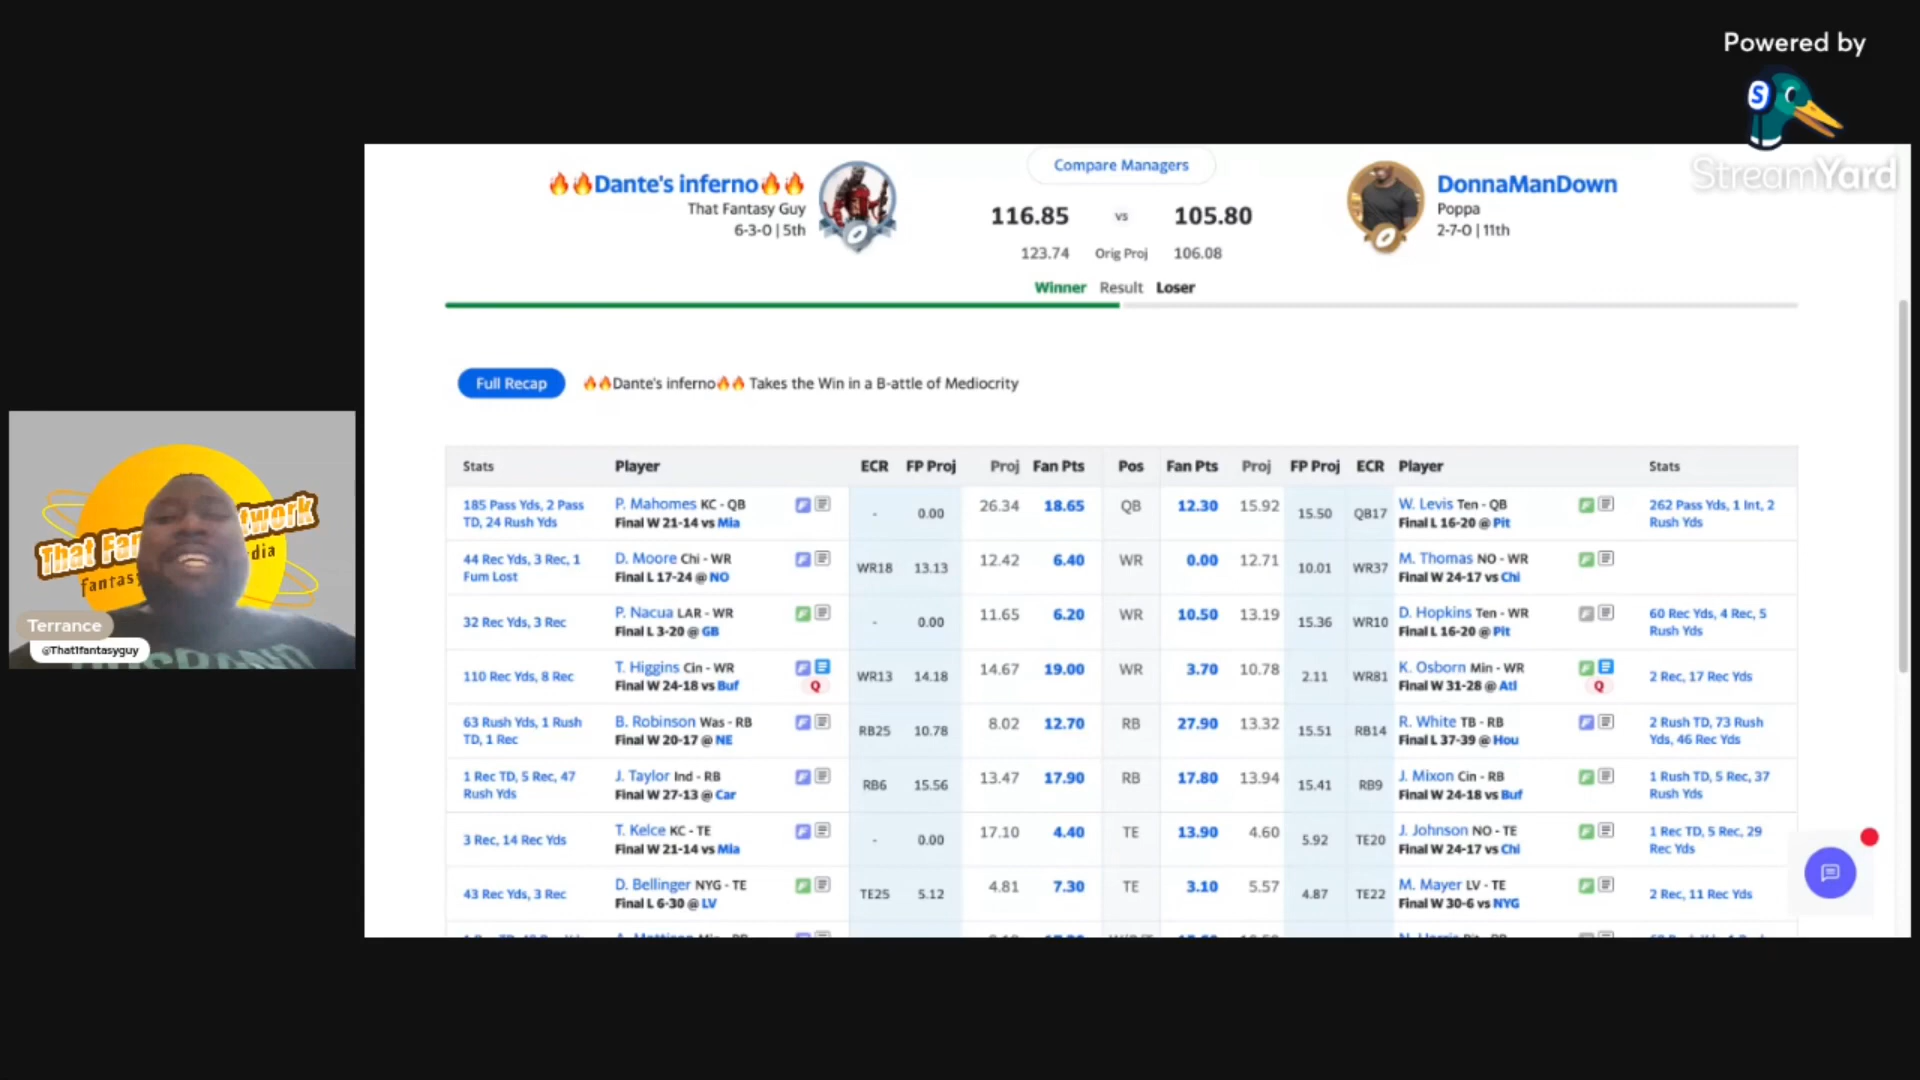 Powered by
StreamYard
🔥🔥Dante's inferno🔥🔥
That Fantasy Guy
6-3-0 | 5th
Compare Managers
116.85 vs 105.80
123.74 Orig Proj 106.08
Winner Result Loser
DonnaManDown
Poppa
2-7-0 | 11th
Full Recap 🔥🔥Dante's inferno🔥🔥 Takes the Win in a B-attle of Mediocrity
Stats Player ECR FP Proj Proj Fan Pts Pos Fan Pts Proj FP Proj ECR Player Stats
185 Pass Yds, 2 Pass P. Mahomes KC - QB - 0.00 26.34 18.65 QB 12.30 15.92 15.50 QB17 W. Levis Ten - QB 262 Pass Yds, 1 Int, 2
TD, 24 Rush Yds Final W 21-14 vs Mia Final L 16-20 @ Pit Rush Yds
44 Rec Yds, 3 Rec, 1 D. Moore Chi - WR WR18 13.13 12.42 6.40 WR 0.00 12.71 10.01 WR37 M. Thomas NO - WR
Fum Lost Final L 17-24 @ NO Final W 24-17 vs Chi
32 Rec Yds, 3 Rec P. Nacua LAR - WR - 0.00 11.65 6.20 WR 10.50 13.19 15.36 WR10 D. Hopkins Ten - WR 60 Rec Yds, 4 Rec, 5
Final L 3-20 @ GB Final L 16-20 @ Pit Rush Yds
110 Rec Yds, 8 Rec T. Higgins Cin - WR WR13 14.18 14.67 19.00 WR 3.70 10.78 2.11 WR81 K. Osborn Min - WR 2 Rec, 17 Rec Yds
Final W 24-18 vs Buf Q Final W 31-28 @ Atl Q
63 Rush Yds, 1 Rush B. Robinson Was - RB RB25 10.78 8.02 12.70 RB 27.90 13.32 15.51 RB14 R. White TB - RB 2 Rush TD, 73 Rush
TD, 1 Rec Final W 20-17 @ NE Final L 37-39 @ Hou Yds, 46 Rec Yds
1 Rec TD, 5 Rec, 47 J. Taylor Ind - RB RB6 15.56 13.47 17.90 RB 17.80 13.94 15.41 RB9 J. Mixon Cin - RB 1 Rush TD, 5 Rec, 37
Rush Yds Final W 27-13 @ Car Final W 24-18 vs Buf Rush Yds
3 Rec, 14 Rec Yds T. Kelce KC - TE - 0.00 17.10 4.40 TE 13.90 4.60 5.92 TE20 J. Johnson NO - TE 1 Rec TD, 5 Rec, 29
Final W 21-14 vs Mia Final W 24-17 vs Chi Rec Yds
43 Rec Yds, 3 Rec D. Bellinger NYG - TE TE25 5.12 4.81 7.30 TE 3.10 5.57 4.87 TE22 M. Mayer LV - TE 2 Rec, 11 Rec Yds
Final L 6-30 @ LV Final W 30-6 vs NYG
That
Terrance
@That1fantasyguy